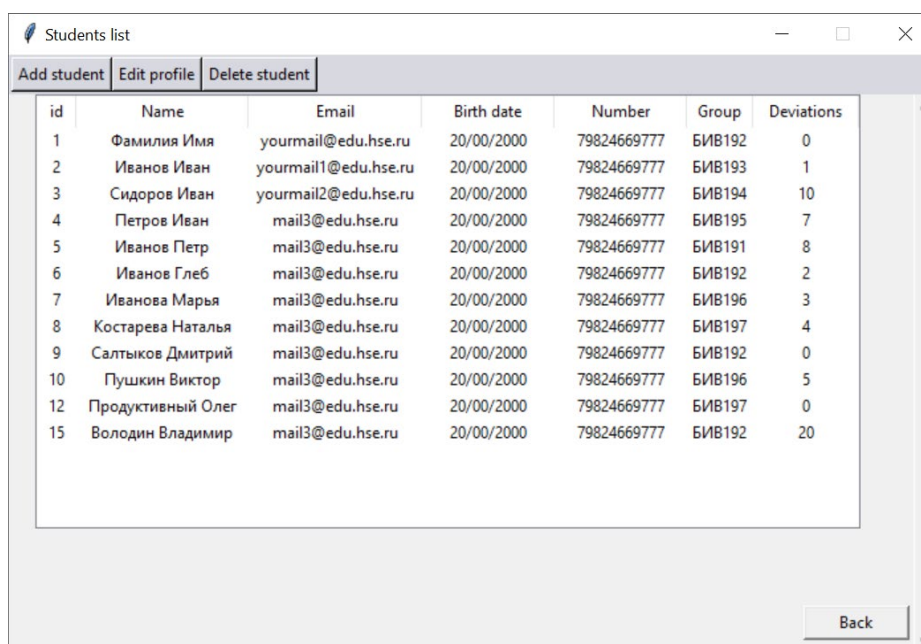 Students list
Add student Edit profile Delete student
id Name Email Birth date Number Group Deviations
1 Фамилия Имя yourmail@edu.hse.ru 20/00/2000 79824669777 БИВ192 0
2 Иванов Иван yourmail1@edu.hse.ru 20/00/2000 79824669777 БИВ193 1
3 Сидоров Иван yourmail2@edu.hse.ru 20/00/2000 79824669777 БИВ194 10
4 Петров Иван mail3@edu.hse.ru 20/00/2000 79824669777 БИВ195 7
5 Иванов Петр mail3@edu.hse.ru 20/00/2000 79824669777 БИВ191 8
6 Иванов Глеб mail3@edu.hse.ru 20/00/2000 79824669777 БИВ192 2
7 Иванова Марья mail3@edu.hse.ru 20/00/2000 79824669777 БИВ196 3
8 Костарева Наталья mail3@edu.hse.ru 20/00/2000 79824669777 БИВ197 4
9 Салтыков Дмитрий mail3@edu.hse.ru 20/00/2000 79824669777 БИВ192 0
10 Пушкин Виктор mail3@edu.hse.ru 20/00/2000 79824669777 БИВ196 5
12 Продуктивный Олег mail3@edu.hse.ru 20/00/2000 79824669777 БИВ197 0
15 Володин Владимир mail3@edu.hse.ru 20/00/2000 79824669777 БИВ192 20
Back